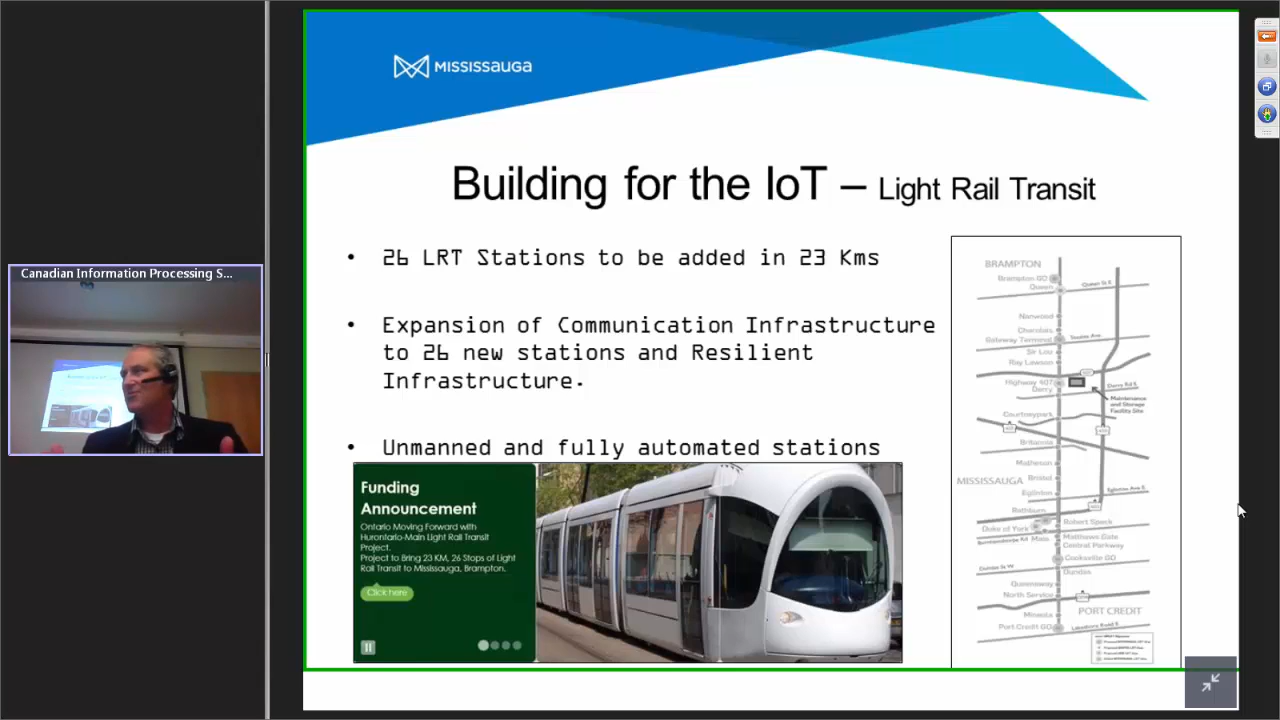 Canadian Information Processing S...
MISSISSAUGA
Building for the IoT – Light Rail Transit
• 26 LRT Stations to be added in 23 Kms
• Expansion of Communication Infrastructure
to 26 new stations and Resilient
Infrastructure.
• Unmanned and fully automated stations
Funding
Announcement
Ontario Moving Forward with
Hurontario-Main Light Rail Transit
Project.
Project to Bring 23 KM, 26 Stops of Light
Rail Transit to Mississauga, Brampton.
Click here
BRAMPTON
Brampton GO
Queen
Queen St E
Nanwood
Charolais
Gateway Terminal
Steeles Ave.
Sir Lou
Ray Lawson
407
Highway 407
Derry
Derry Rd E
Maintenance
and Storage
Facility Site
Courtneypark
Britannia
Matheson
MISSISSAUGA
Bristol
Eglinton
Eglinton Ave E
Rathburn
Duke of York
Robert Speck
Burnhamthorpe Rd
Main
Matthews Gate
Central Parkway
Cooksville GO
Dundas St W
Dundas
Queensway
North Service
Mineola
PORT CREDIT
Port Credit GO
Lakeshore Road E